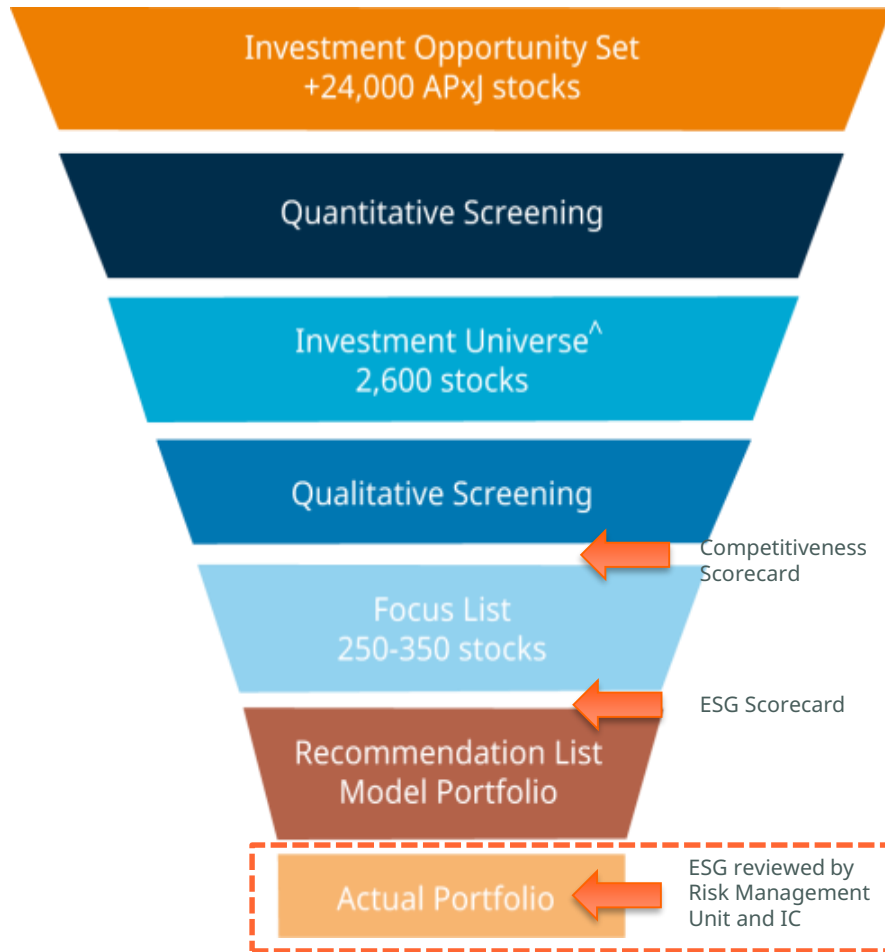 Investment Opportunity Set
+24,000 APxJ stocks
Quantitative Screening
Investment Universe^
2,600 stocks
Qualitative Screening
Competitiveness
Scorecard
Focus List
250-350 stocks
ESG Scorecard
Recommendation List
Model Portfolio
Actual Portfolio
ESG reviewed by
Risk Management
Unit and IC